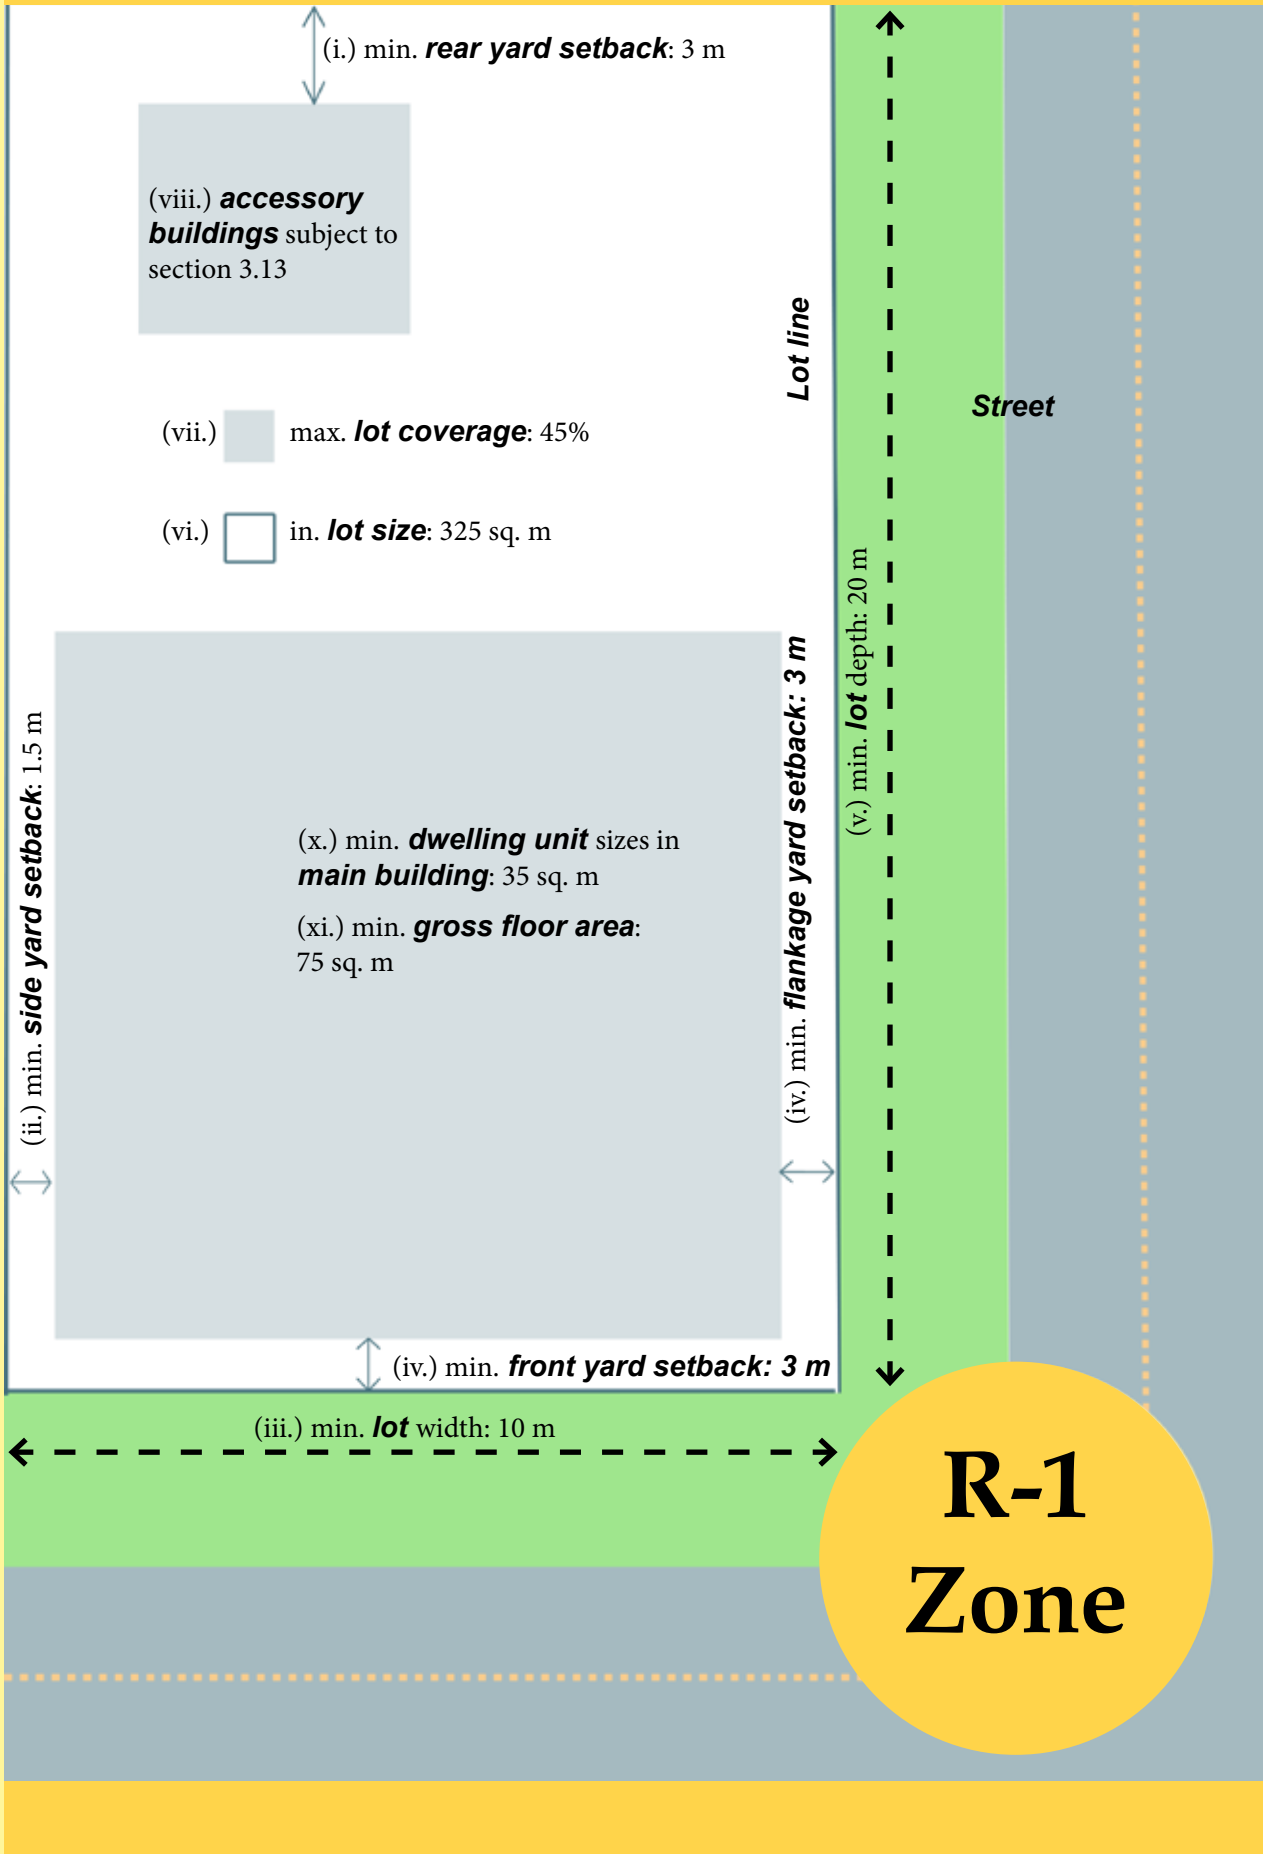 (i.) min. rear yard setback: 3 m
(viii.) accessory
buildings subject to
section 3.13
Lot line
Street
(vii.) max. lot coverage: 45%
(vi.) in. lot size: 325 sq. m
(v.) min. lot depth: 20 m
(ii.) min. side yard setback: 1.5 m
(x.) min. dwelling unit sizes in
main building: 35 sq. m
(xi.) min. gross floor area:
75 sq. m
(iv.) min. flankage yard setback: 3 m
(iv.) min. front yard setback: 3 m
(iii.) min. lot width: 10 m
R-1
Zone